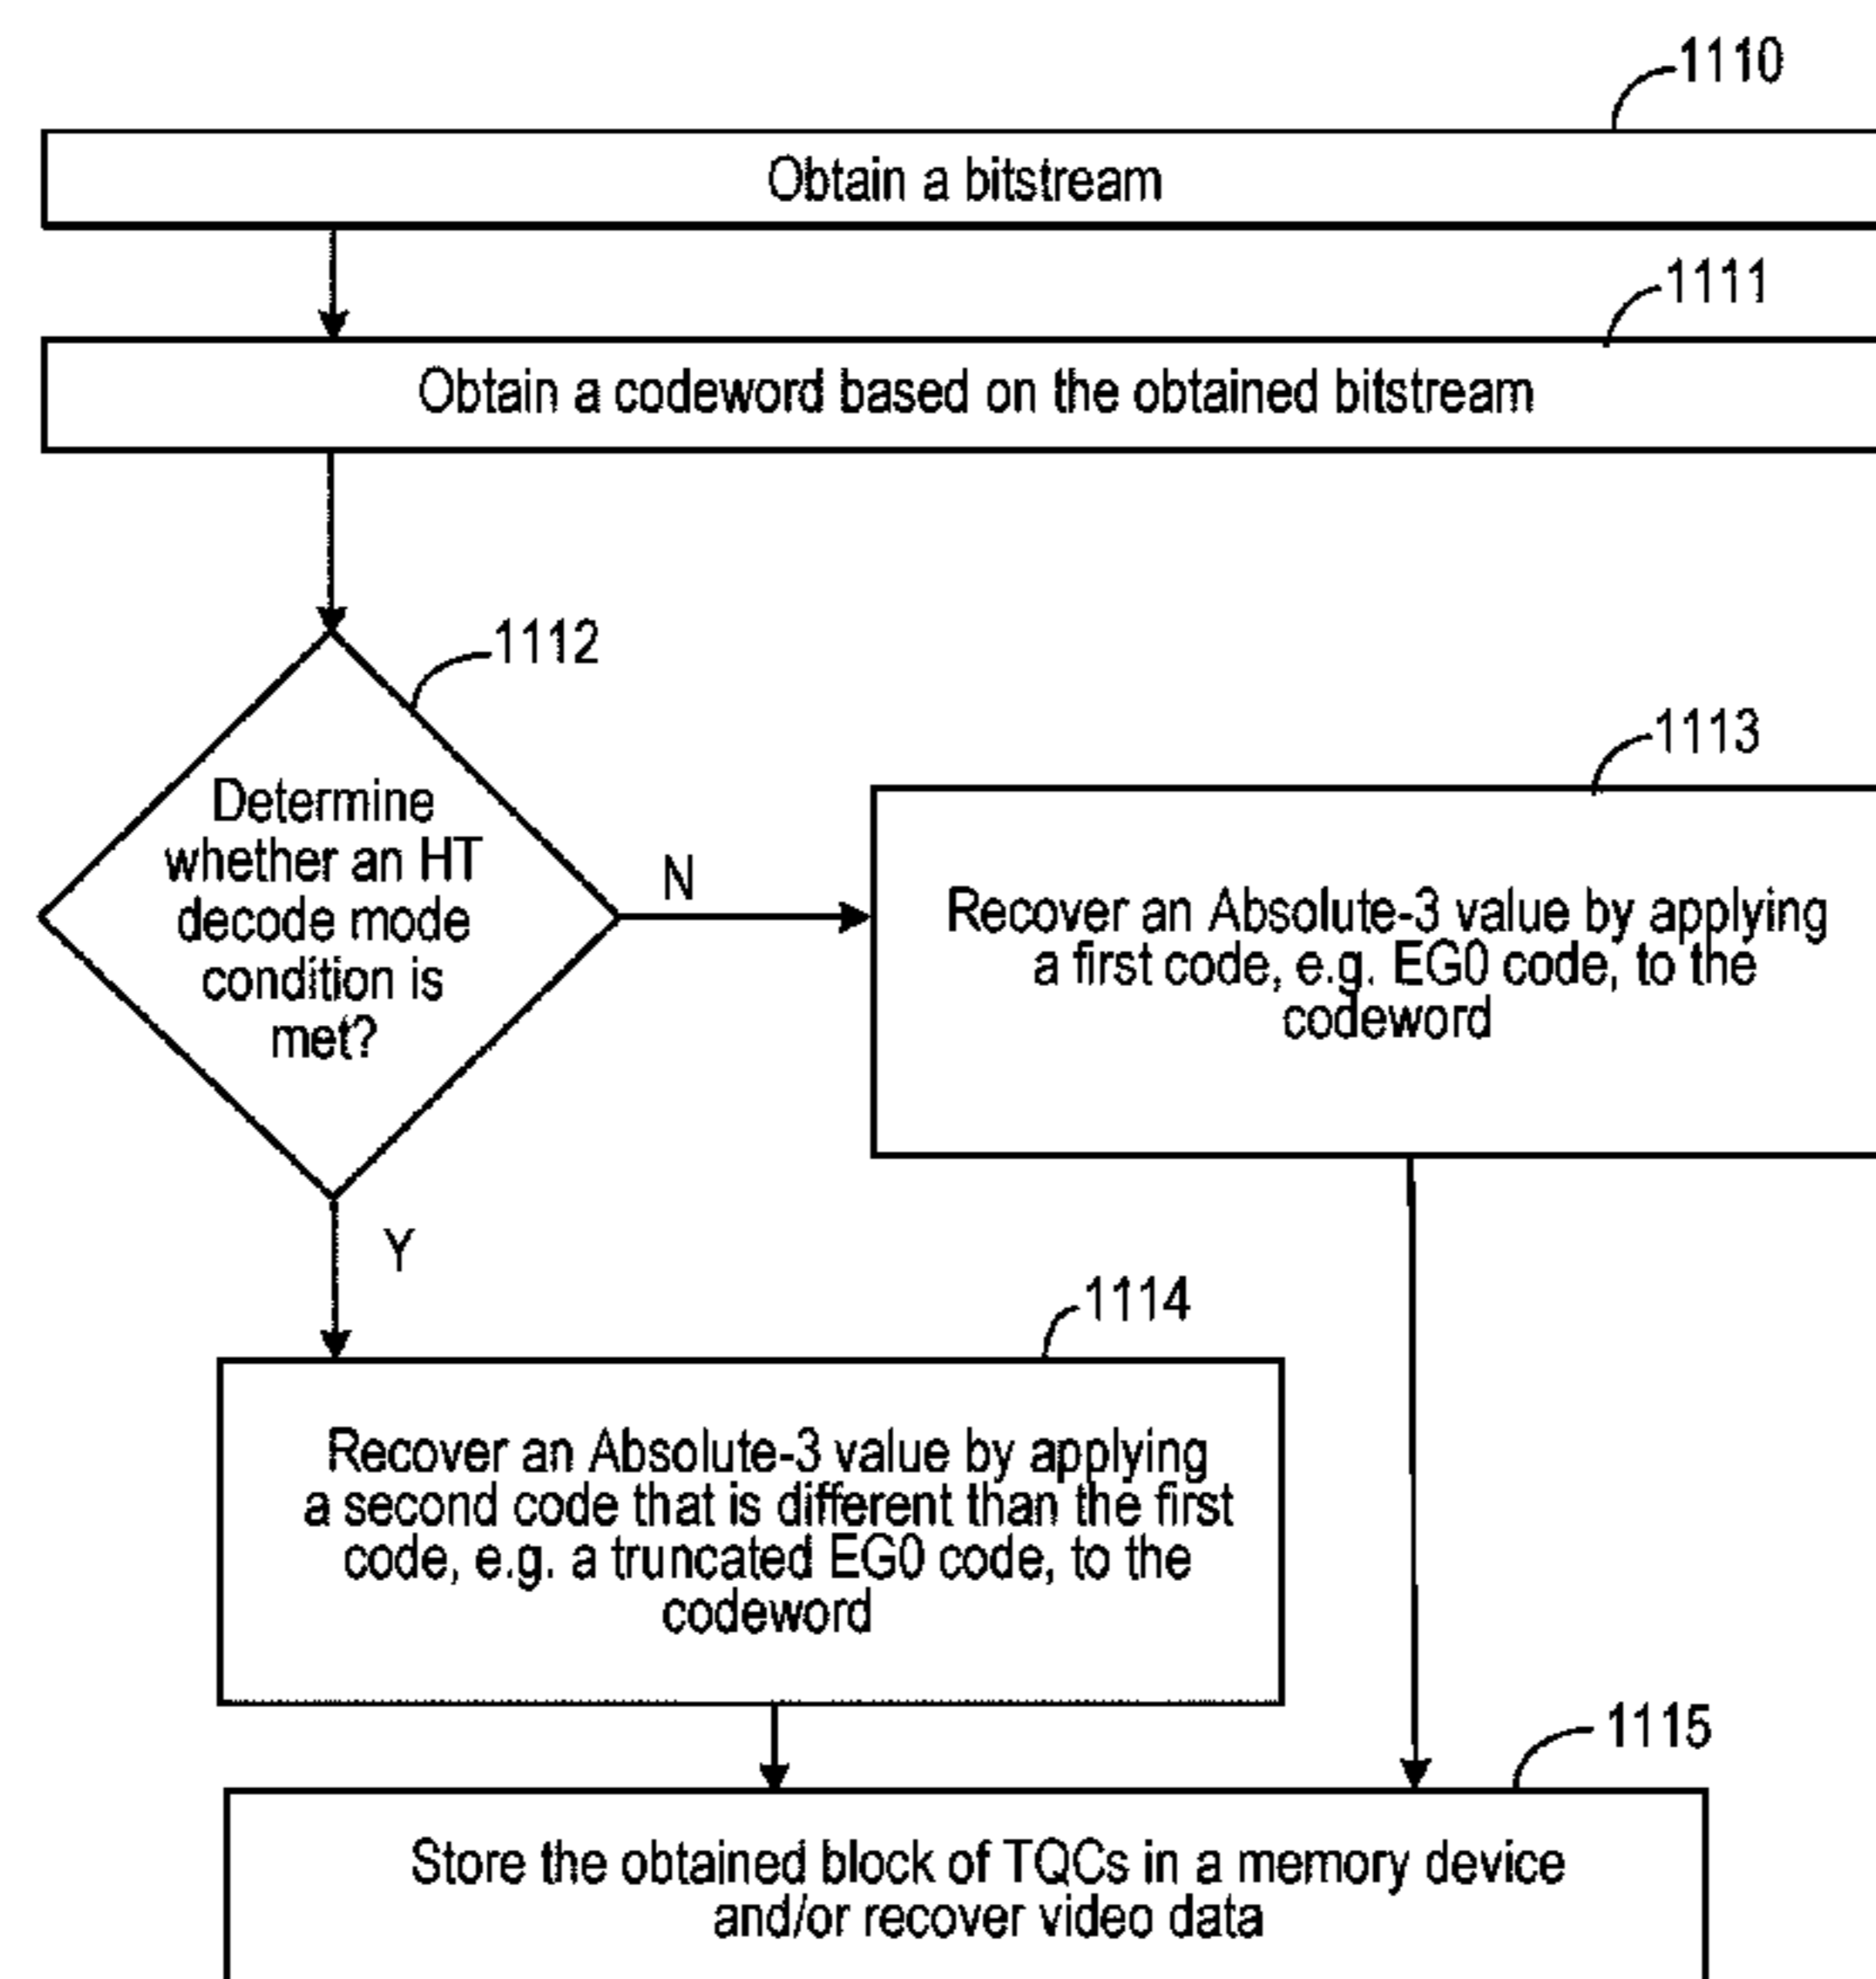 1110
Obtain a bitstream
1111
Obtain a codeword based on the obtained bitstream
1112
Determine
whether an HT
decode mode
condition is
met?
N
1113
Recover an Absolute-3 value by applying
a first code, e.g. EG0 code, to the
codeword
Y
1114
Recover an Absolute-3 value by applying
a second code that is different than the first
code, e.g. a truncated EG0 code, to the
codeword
1115
Store the obtained block of TQCs in a memory device
and/or recover video data